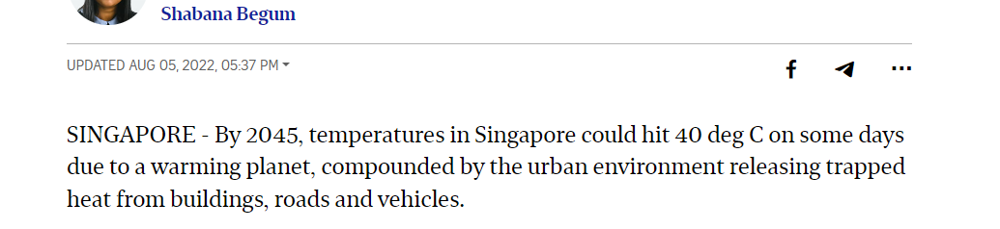 Shabana Begum
UPDATED AUG 05, 2022, 05:37 PM
SINGAPORE - By 2045, temperatures in Singapore could hit 40 deg C on some days
due to a warming planet, compounded by the urban environment releasing trapped
heat from buildings, roads and vehicles.